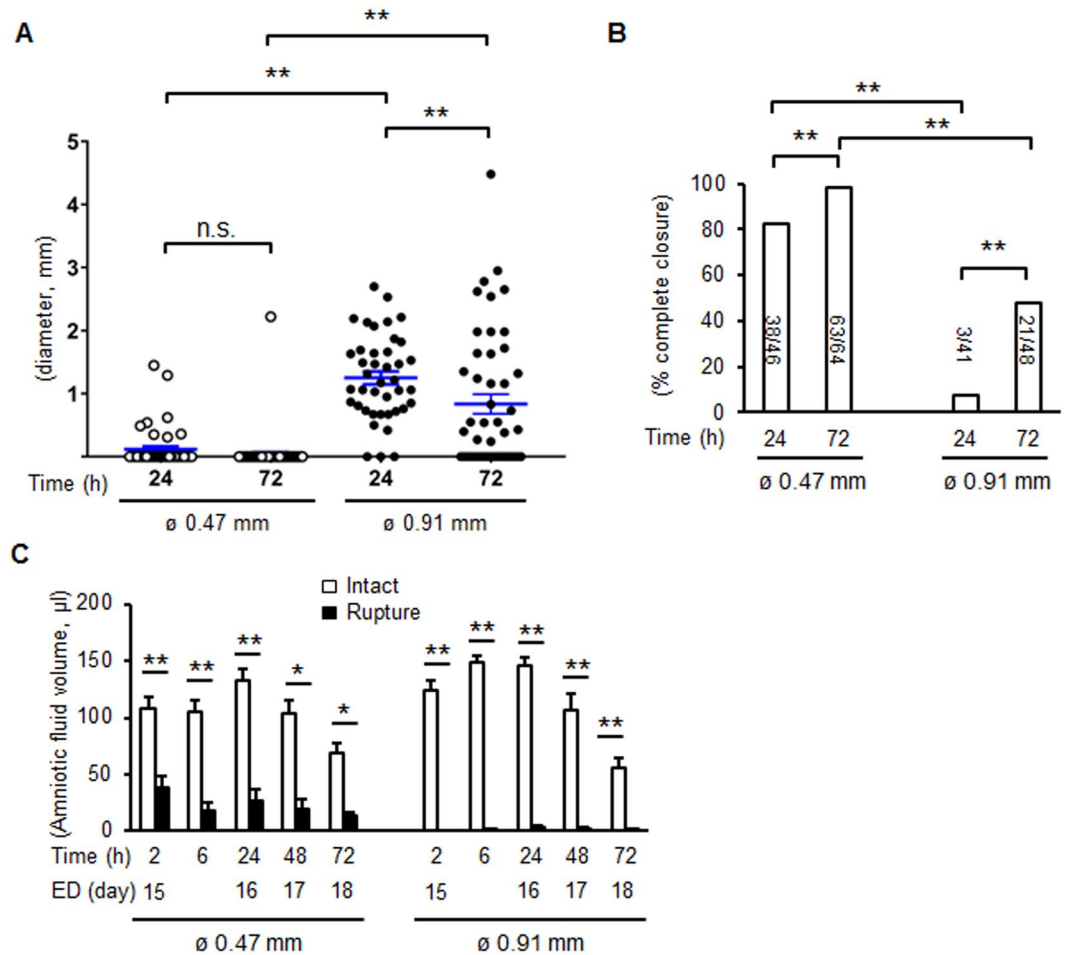 A
**
**
**
(diameter, mm)
5
4
3
2
1
n.s.
Time (h) 24 72 24 72
ø 0.47 mm ø 0.91 mm
B
**
** **
(% complete closure)
100
80
60
40
20
0
**
38/46 63/64 3/41 21/48
Time (h) 24 72 24 72
ø 0.47 mm ø 0.91 mm
C
Intact
Rupture
(Amniotic fluid volume, µl)
200
150
100
50
0
** ** ** * * ** ** ** ** **
Time (h) 2 6 24 48 72 2 6 24 48 72
ED (day) 15 16 17 18 15 16 17 18
ø 0.47 mm ø 0.91 mm